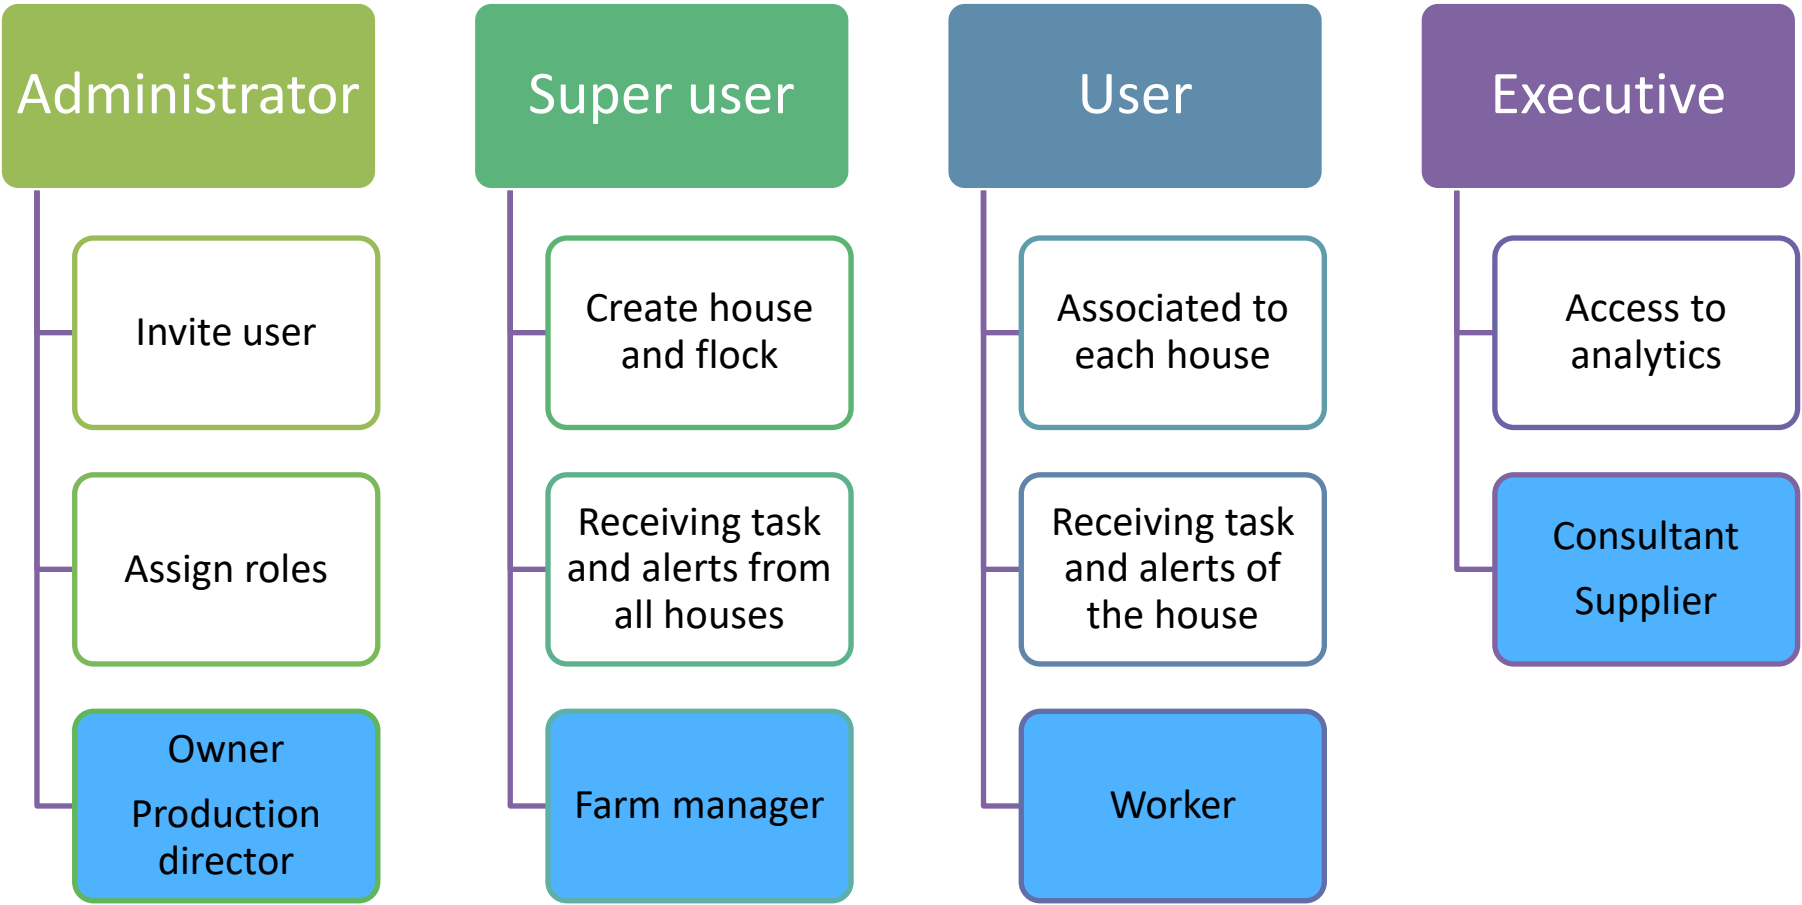 Administrator
Invite user
Assign roles
Owner
Production
director
Super user
Create house
and flock
Receiving task
and alerts from
all houses
Farm manager
User
Associated to
each house
Receiving task
and alerts of
the house
Worker
Executive
Access to
analytics
Consultant
Supplier